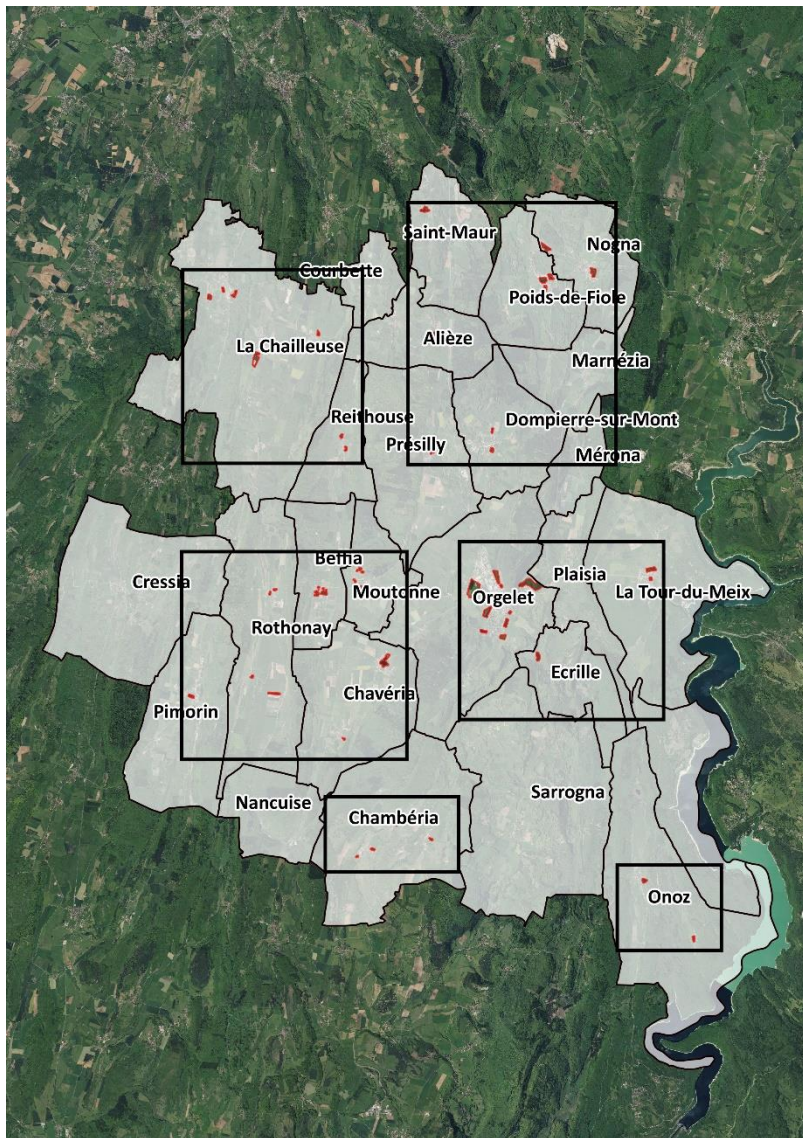 Saint-Maur
Nogna
Courbette
Poids-de-Fiole
La Chailleuse
Alièze
Marnézia
Reithouse
Dompierre-sur-Mont
Présilly
Mérona
Beffia
Cressia
Moutonne
Orgelet
Plaisia
La Tour-du-Meix
Rothonay
Ecrille
Chavéria
Pimorin
Sarrogna
Nancuise
Chambéria
Onoz